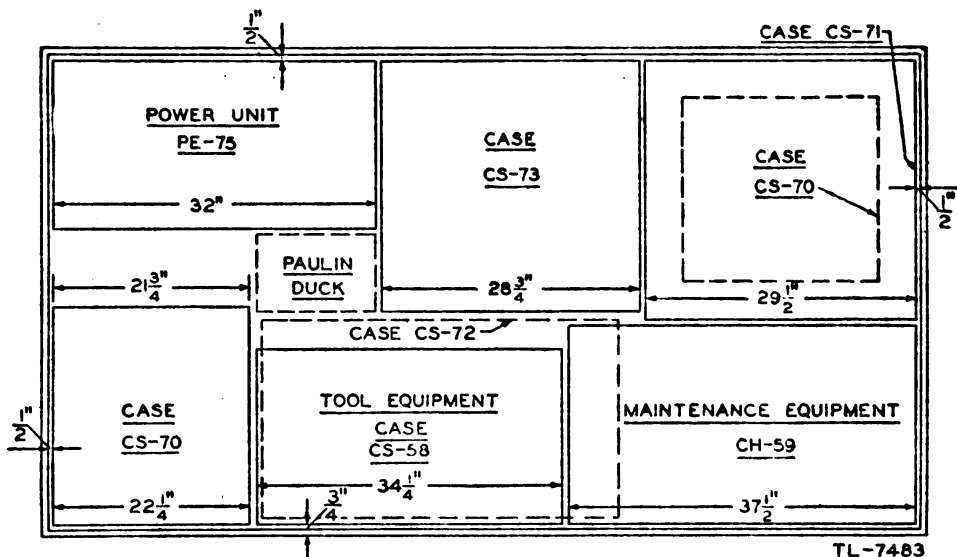 1/2"
CASE CS-71
POWER UNIT
PE-75
CASE
CS-73
CASE
CS-70
32"
1/2"
PAULIN
DUCK
21 3/4"
28 3/4"
29 1/2"
CASE CS-72
1/2"
CASE
CS-70
TOOL EQUIPMENT
CASE
CS-58
MAINTENANCE EQUIPMENT
CH-59
22 1/4"
34 1/4"
3/4"
37 1/2"
TL-7483